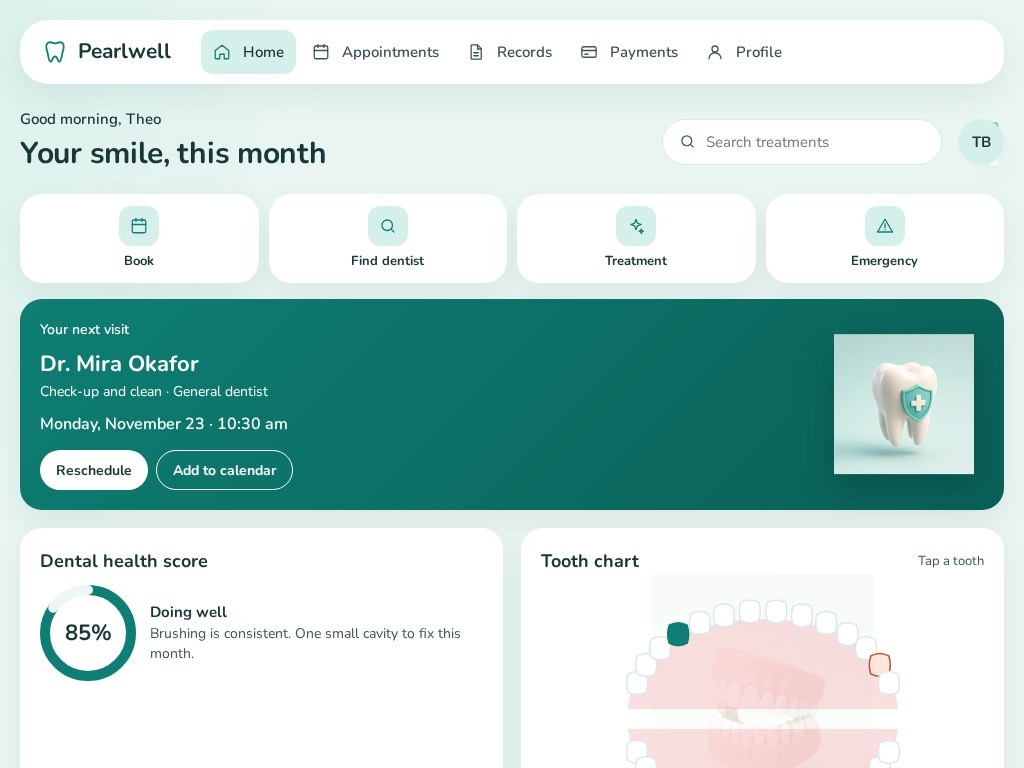 Pearlwell
Home
Appointments
Records
Payments
Profile
Good morning, Theo
Your smile, this month
Search treatments
TB
Book
Find dentist
Treatment
Emergency
Your next visit
Dr. Mira Okafor
Check-up and clean · General dentist
Monday, November 23 · 10:30 am
Reschedule
Add to calendar
Dental health score
85%
Doing well
Brushing is consistent. One small cavity to fix this
month.
Tooth chart
Tap a tooth